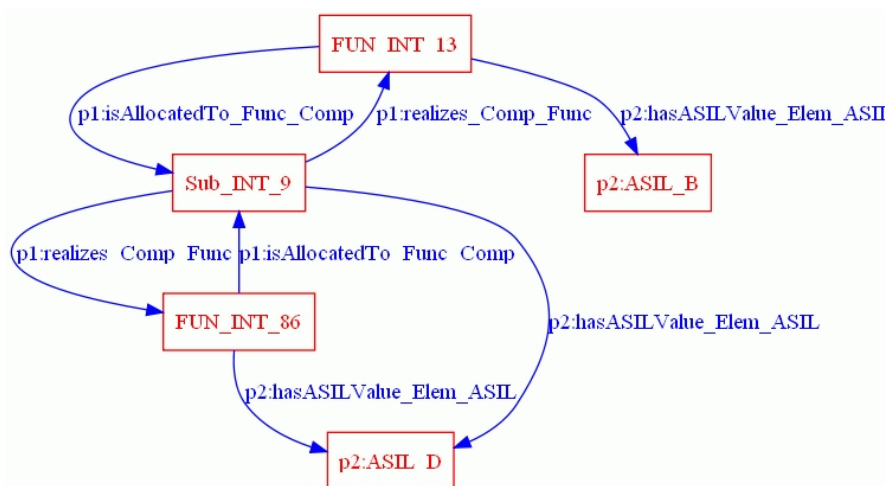 FUN_INT_13
p1:isAllocatedTo_Func_Comp
p1:realizes_Comp_Func
p2:hasASILValue_Elem_ASIL
Sub_INT_9
p2:ASIL_B
p1:realizes_Comp_Func
p1:isAllocatedTo_Func_Comp
FUN_INT_86
p2:hasASILValue_Elem_ASIL
p2:hasASILValue_Elem_ASIL
p2:ASIL_D